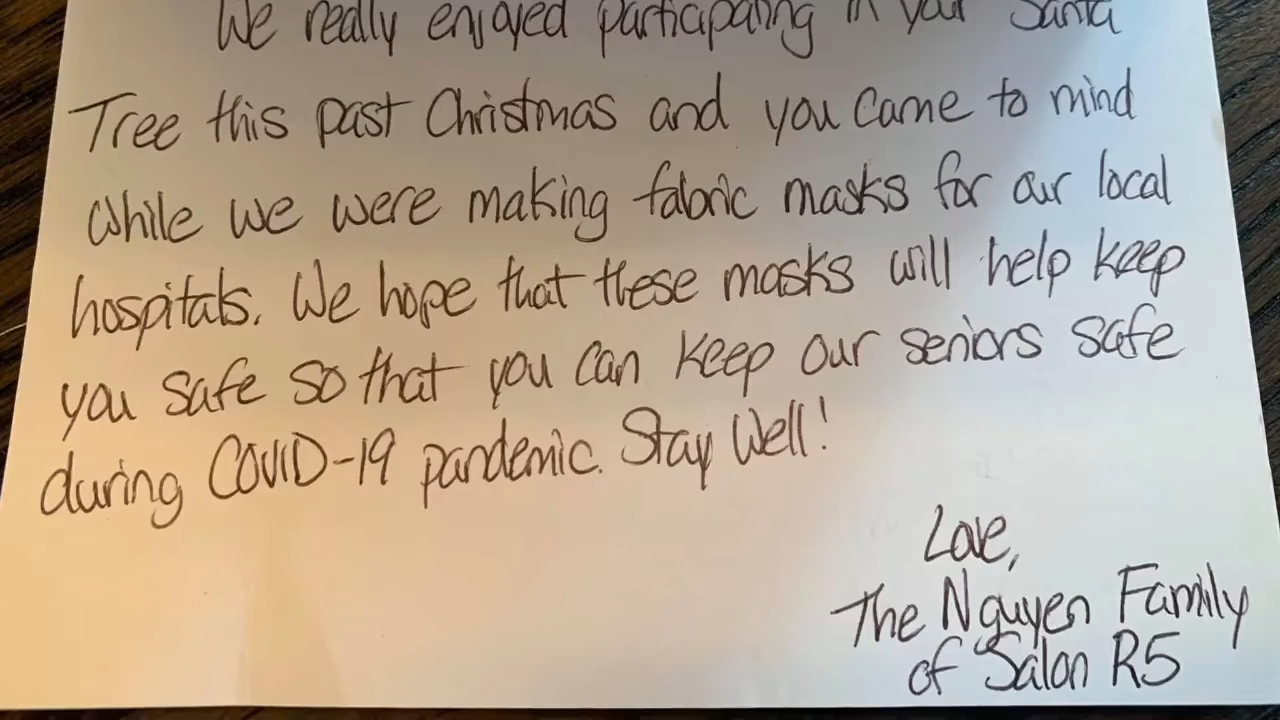 We really enjoyed participating in your Santa
Tree this past Christmas and you came to mind
while we were making fabric masks for our local
hospitals. We hope that these masks will help keep
you safe so that you can keep our seniors safe
during COVID-19 pandemic. Stay Well!
Love,
The Nguyen Family
of Salon R5